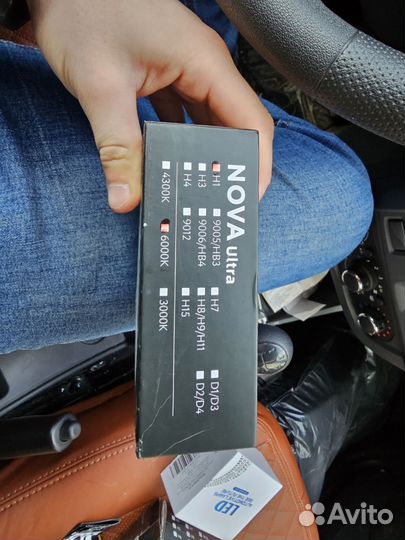 NOVA ultra
H1 9005/HB3 H7 D1/D3
H3 9006/HB4 H8/H9/H11 D2/D4
H4 9012 H15
4300K 6000K 3000K
LED
Avito